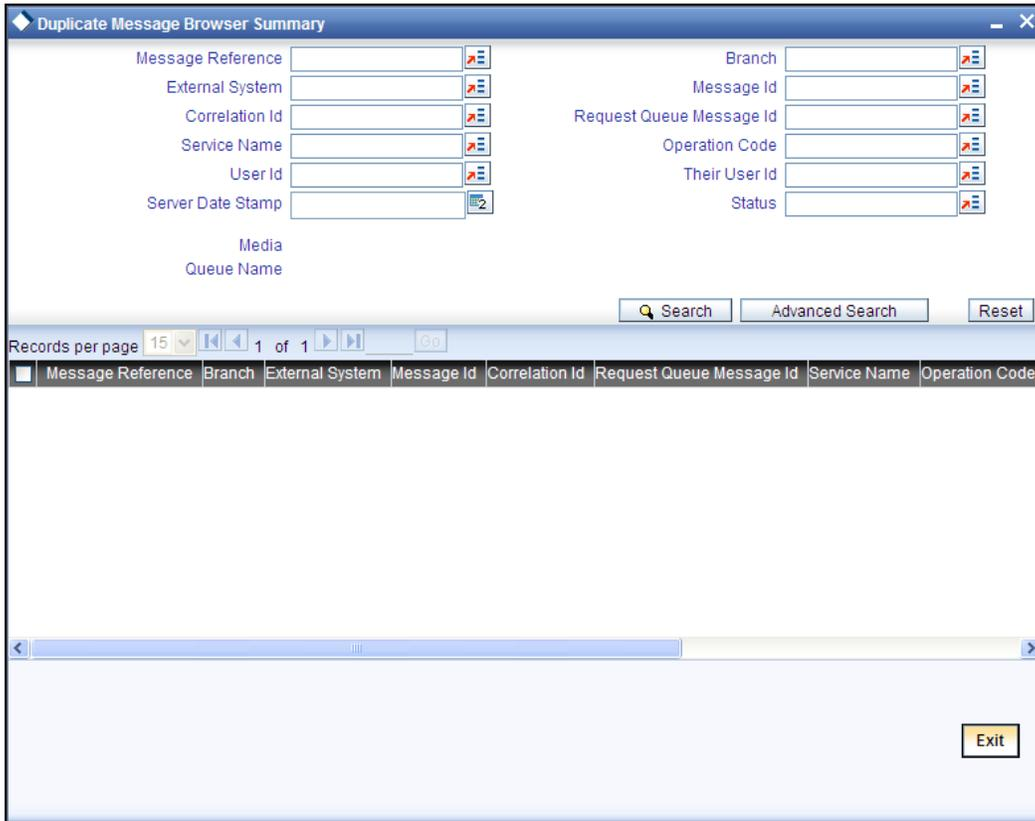 Duplicate Message Browser Summary
Message Reference Branch
External System Message Id
Correlation Id Request Queue Message Id
Service Name Operation Code
User Id Their User Id
Server Date Stamp Status
Media
Queue Name
Search Advanced Search Reset
Records per page 15 1 of 1 Go
Message Reference Branch External System Message Id Correlation Id Request Queue Message Id Service Name Operation Code
Exit